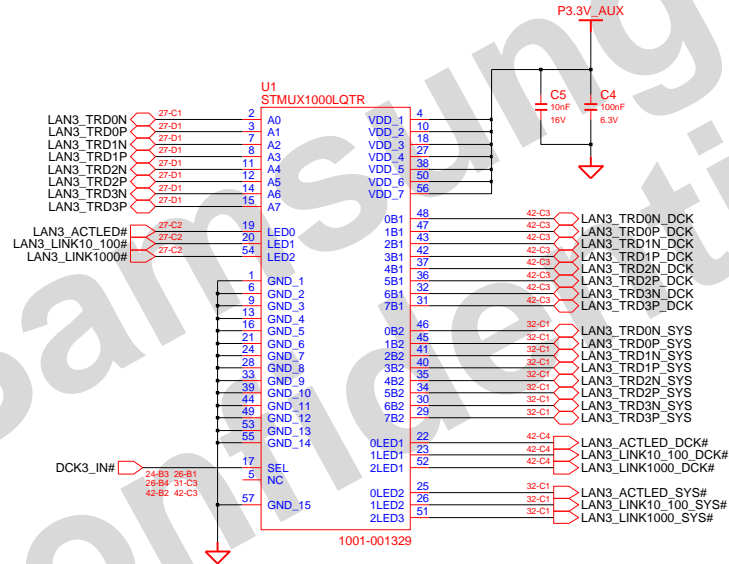 P3.3V_AUX
C5
10nF
16V
C4
100nF
6.3V
U1
STMUX1000LQTR
LAN3_TRD0N 27-C1 2 A0
LAN3_TRD0P 27-D1 3 A1
LAN3_TRD1N 27-D1 7 A2
LAN3_TRD1P 27-D1 8 A3
LAN3_TRD2N 27-D1 11 A4
LAN3_TRD2P 27-D1 12 A5
LAN3_TRD3N 27-D1 14 A6
LAN3_TRD3P 27-D1 15 A7
LAN3_ACTLED# 27-C2 19 LED0
LAN3_LINK10_100# 27-C2 20 LED1
LAN3_LINK1000# 27-C2 54 LED2
1 GND_1
6 GND_2
9 GND_3
13 GND_4
16 GND_5
21 GND_6
24 GND_7
28 GND_8
33 GND_9
39 GND_10
44 GND_11
49 GND_12
53 GND_13
55 GND_14
DCK3_IN# 17 SEL
24-B3 26-B1
26-B4 31-C3
42-B2 42-C3
5 NC
57 GND_15
VDD_1 4
VDD_2 10
VDD_3 18
VDD_4 27
VDD_5 38
VDD_6 50
VDD_7 56
0B1 48 42-C3 LAN3_TRD0N_DCK
1B1 47 42-C3 LAN3_TRD0P_DCK
2B1 43 42-C3 LAN3_TRD1N_DCK
3B1 42 42-C3 LAN3_TRD1P_DCK
4B1 37 42-C3 LAN3_TRD2N_DCK
5B1 36 42-C3 LAN3_TRD2P_DCK
6B1 32 42-C3 LAN3_TRD3N_DCK
7B1 31 42-C3 LAN3_TRD3P_DCK
0B2 46 32-C1 LAN3_TRD0N_SYS
1B2 45 32-C1 LAN3_TRD0P_SYS
2B2 41 32-C1 LAN3_TRD1N_SYS
3B2 40 32-C1 LAN3_TRD1P_SYS
4B2 35 32-C1 LAN3_TRD2N_SYS
5B2 34 32-C1 LAN3_TRD2P_SYS
6B2 30 32-C1 LAN3_TRD3N_SYS
7B2 29 32-C1 LAN3_TRD3P_SYS
0LED1 22 42-C4 LAN3_ACTLED_DCK#
1LED1 23 42-C4 LAN3_LINK10_100_DCK#
2LED1 52 42-C4 LAN3_LINK1000_DCK#
0LED2 25 32-C1 LAN3_ACTLED_SYS#
1LED2 26 32-C1 LAN3_LINK10_100_SYS#
2LED3 51 32-C1 LAN3_LINK1000_SYS#
1001-001329
Samsung